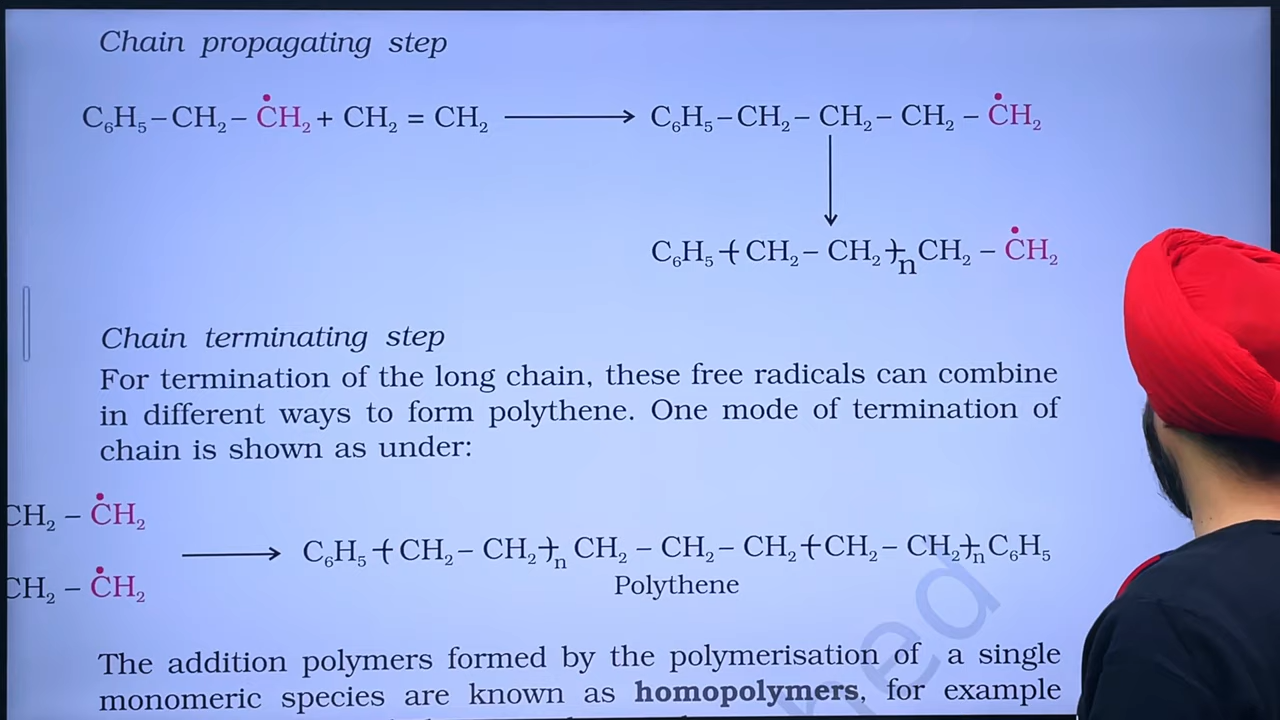 Chain propagating step
C₆H₅–CH₂–ĊH₂ + CH₂ = CH₂ ⟶ C₆H₅–CH₂–CH₂–CH₂–ĊH₂
C₆H₅–(CH₂–CH₂)–ₙCH₂–ĊH₂
Chain terminating step
For termination of the long chain, these free radicals can combine
in different ways to form polythene. One mode of termination of
chain is shown as under:
CH₂–ĊH₂
CH₂–ĊH₂
⟶ C₆H₅–(CH₂–CH₂)–ₙCH₂–CH₂–CH₂–(CH₂–CH₂)–ₙC₆H₅
Polythene
The addition polymers formed by the polymerisation of a single
monomeric species are known as homopolymers, for example